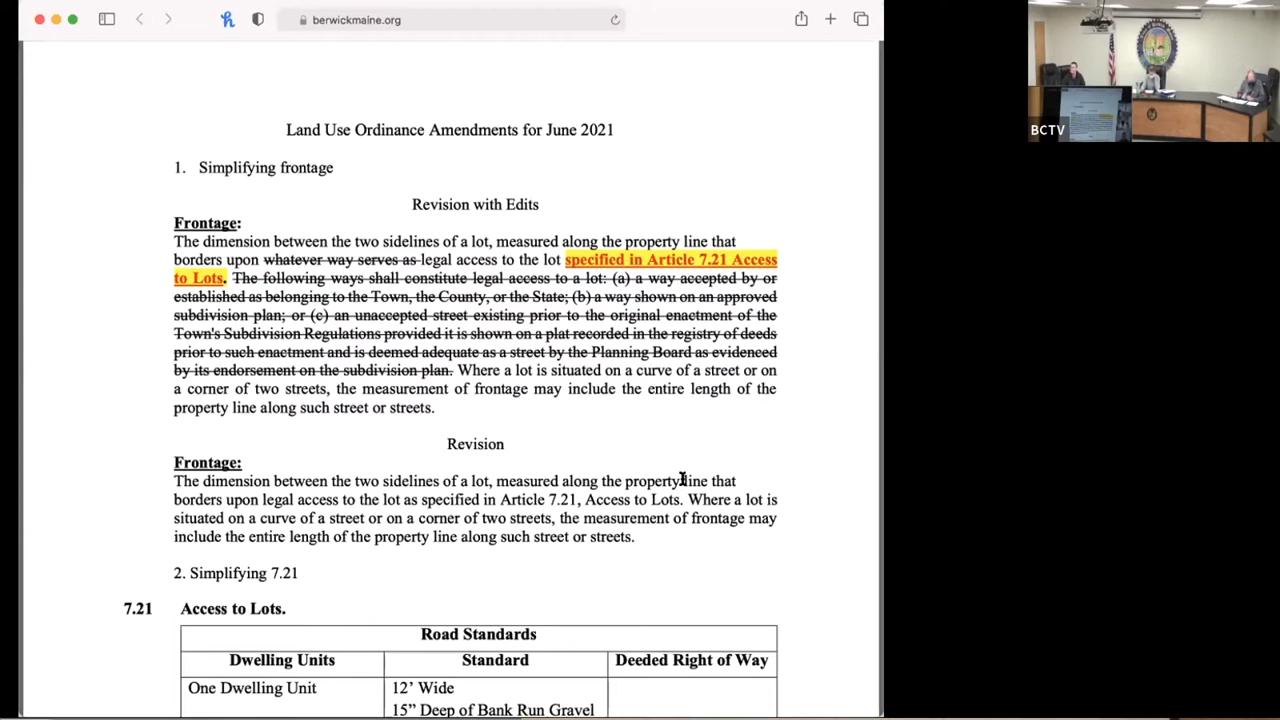 berwickmaine.org
BCTV
Land Use Ordinance Amendments for June 2021
1. Simplifying frontage
Revision with Edits
Frontage:
The dimension between the two sidelines of a lot, measured along the property line that
borders upon whatever way serves as legal access to the lot specified in Article 7.21 Access
to Lots. The following ways shall constitute legal access to a lot: (a) a way accepted by or
established as belonging to the Town, the County, or the State; (b) a way shown on an approved
subdivision plan; or (c) an unaccepted street existing prior to the original enactment of the
Town's Subdivision Regulations provided it is shown on a plat recorded in the registry of deeds
prior to such enactment and is deemed adequate as a street by the Planning Board as evidenced
by its endorsement on the subdivision plan. Where a lot is situated on a curve of a street or on
a corner of two streets, the measurement of frontage may include the entire length of the
property line along such street or streets.
Revision
Frontage:
The dimension between the two sidelines of a lot, measured along the property line that
borders upon legal access to the lot as specified in Article 7.21, Access to Lots. Where a lot is
situated on a curve of a street or on a corner of two streets, the measurement of frontage may
include the entire length of the property line along such street or streets.
2. Simplifying 7.21
7.21 Access to Lots.
Road Standards
Dwelling Units Standard Deeded Right of Way
One Dwelling Unit 12’ Wide
15” Deep of Bank Run Gravel